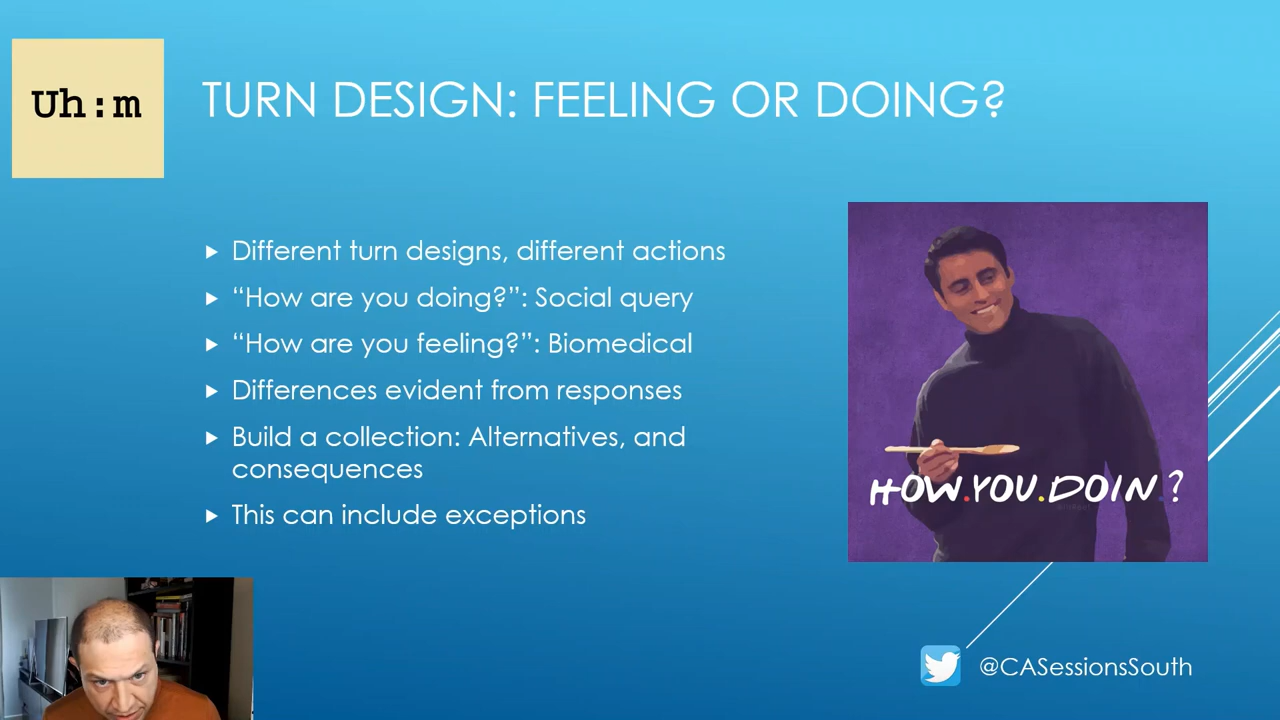 Uh:m
TURN DESIGN: FEELING OR DOING?
Different turn designs, different actions
“How are you doing?”: Social query
“How are you feeling?”: Biomedical
Differences evident from responses
Build a collection: Alternatives, and
consequences
This can include exceptions
HOW.YOU.DOIN?
@CASessionsSouth